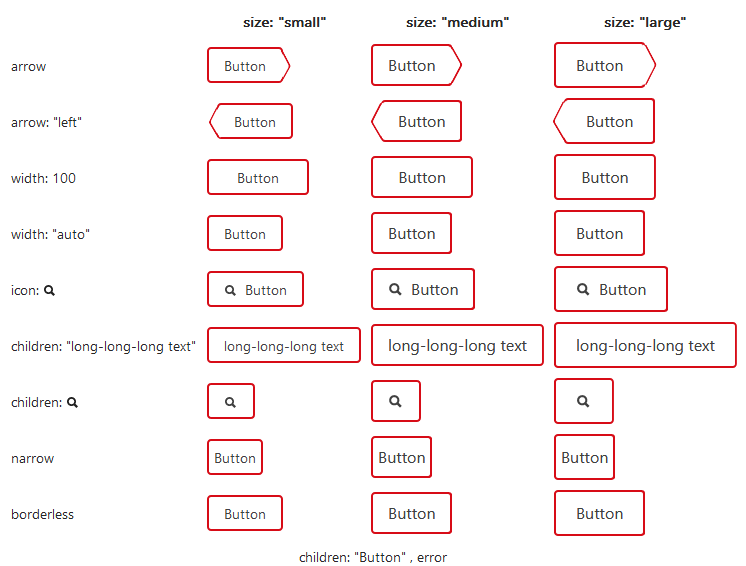 size: "small" size: "medium" size: "large"
arrow Button Button Button
arrow: "left" Button Button Button
width: 100 Button Button Button
width: "auto" Button Button Button
icon: Button Button Button
children: "long-long-long text" long-long-long text long-long-long text long-long-long text
children:
narrow Button Button Button
borderless Button Button Button
children: "Button" , error